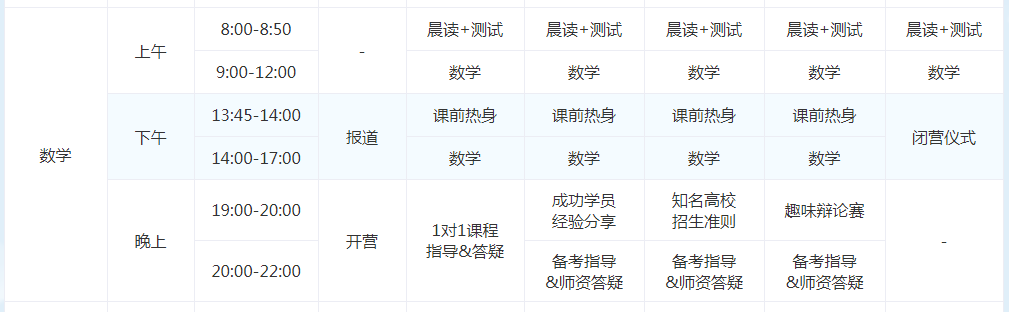 数学
上午
8:00-8:50
-
晨读+测试
晨读+测试
晨读+测试
晨读+测试
晨读+测试
9:00-12:00
数学
数学
数学
数学
数学
下午
13:45-14:00
报道
课前热身
课前热身
课前热身
课前热身
闭营仪式
14:00-17:00
数学
数学
数学
数学
晚上
19:00-20:00
开营
1对1课程
指导&答疑
成功学员
经验分享
知名高校
招生准则
趣味辩论赛
-
20:00-22:00
备考指导
&师资答疑
备考指导
&师资答疑
备考指导
&师资答疑